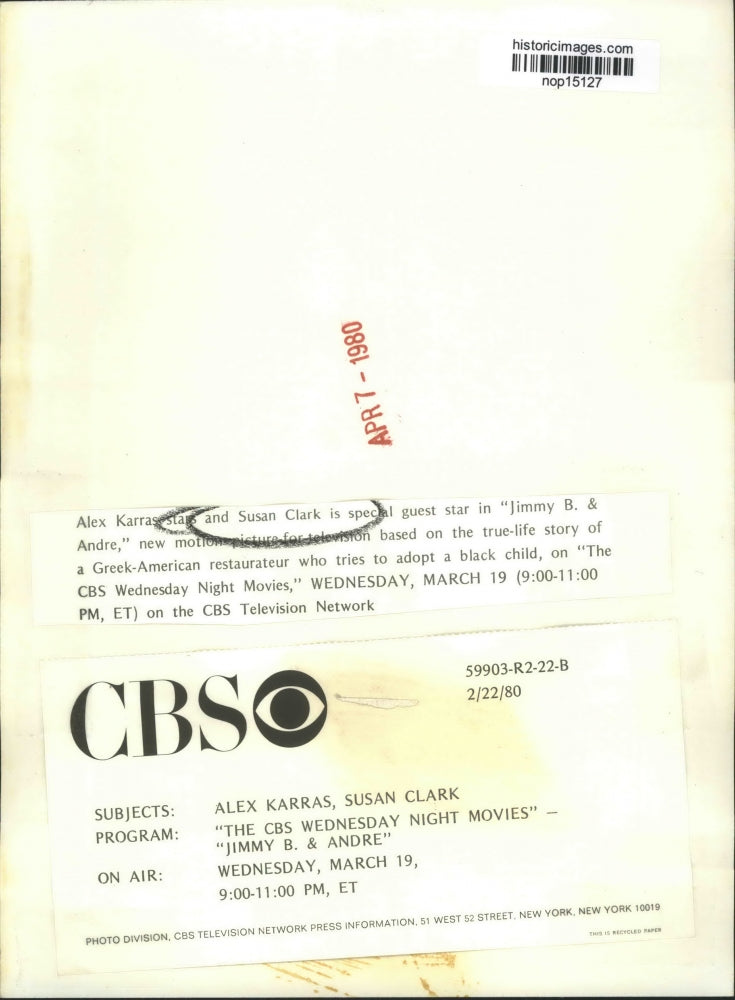 historicimages.com
nop15127
APR 7 - 1980
Alex Karras stars and Susan Clark is special guest star in "Jimmy B. &
Andre," new motion picture for television based on the true-life story of
a Greek-American restaurateur who tries to adopt a black child, on "The
CBS Wednesday Night Movies," WEDNESDAY, MARCH 19 (9:00-11:00
PM, ET) on the CBS Television Network
CBS
59903-R2-22-B
2/22/80
SUBJECTS: ALEX KARRAS, SUSAN CLARK
PROGRAM: "THE CBS WEDNESDAY NIGHT MOVIES" —
"JIMMY B. & ANDRE"
ON AIR: WEDNESDAY, MARCH 19,
9:00-11:00 PM, ET
PHOTO DIVISION, CBS TELEVISION NETWORK PRESS INFORMATION, 51 WEST 52 STREET, NEW YORK, NEW YORK 10019
THIS IS RECYCLED PAPER